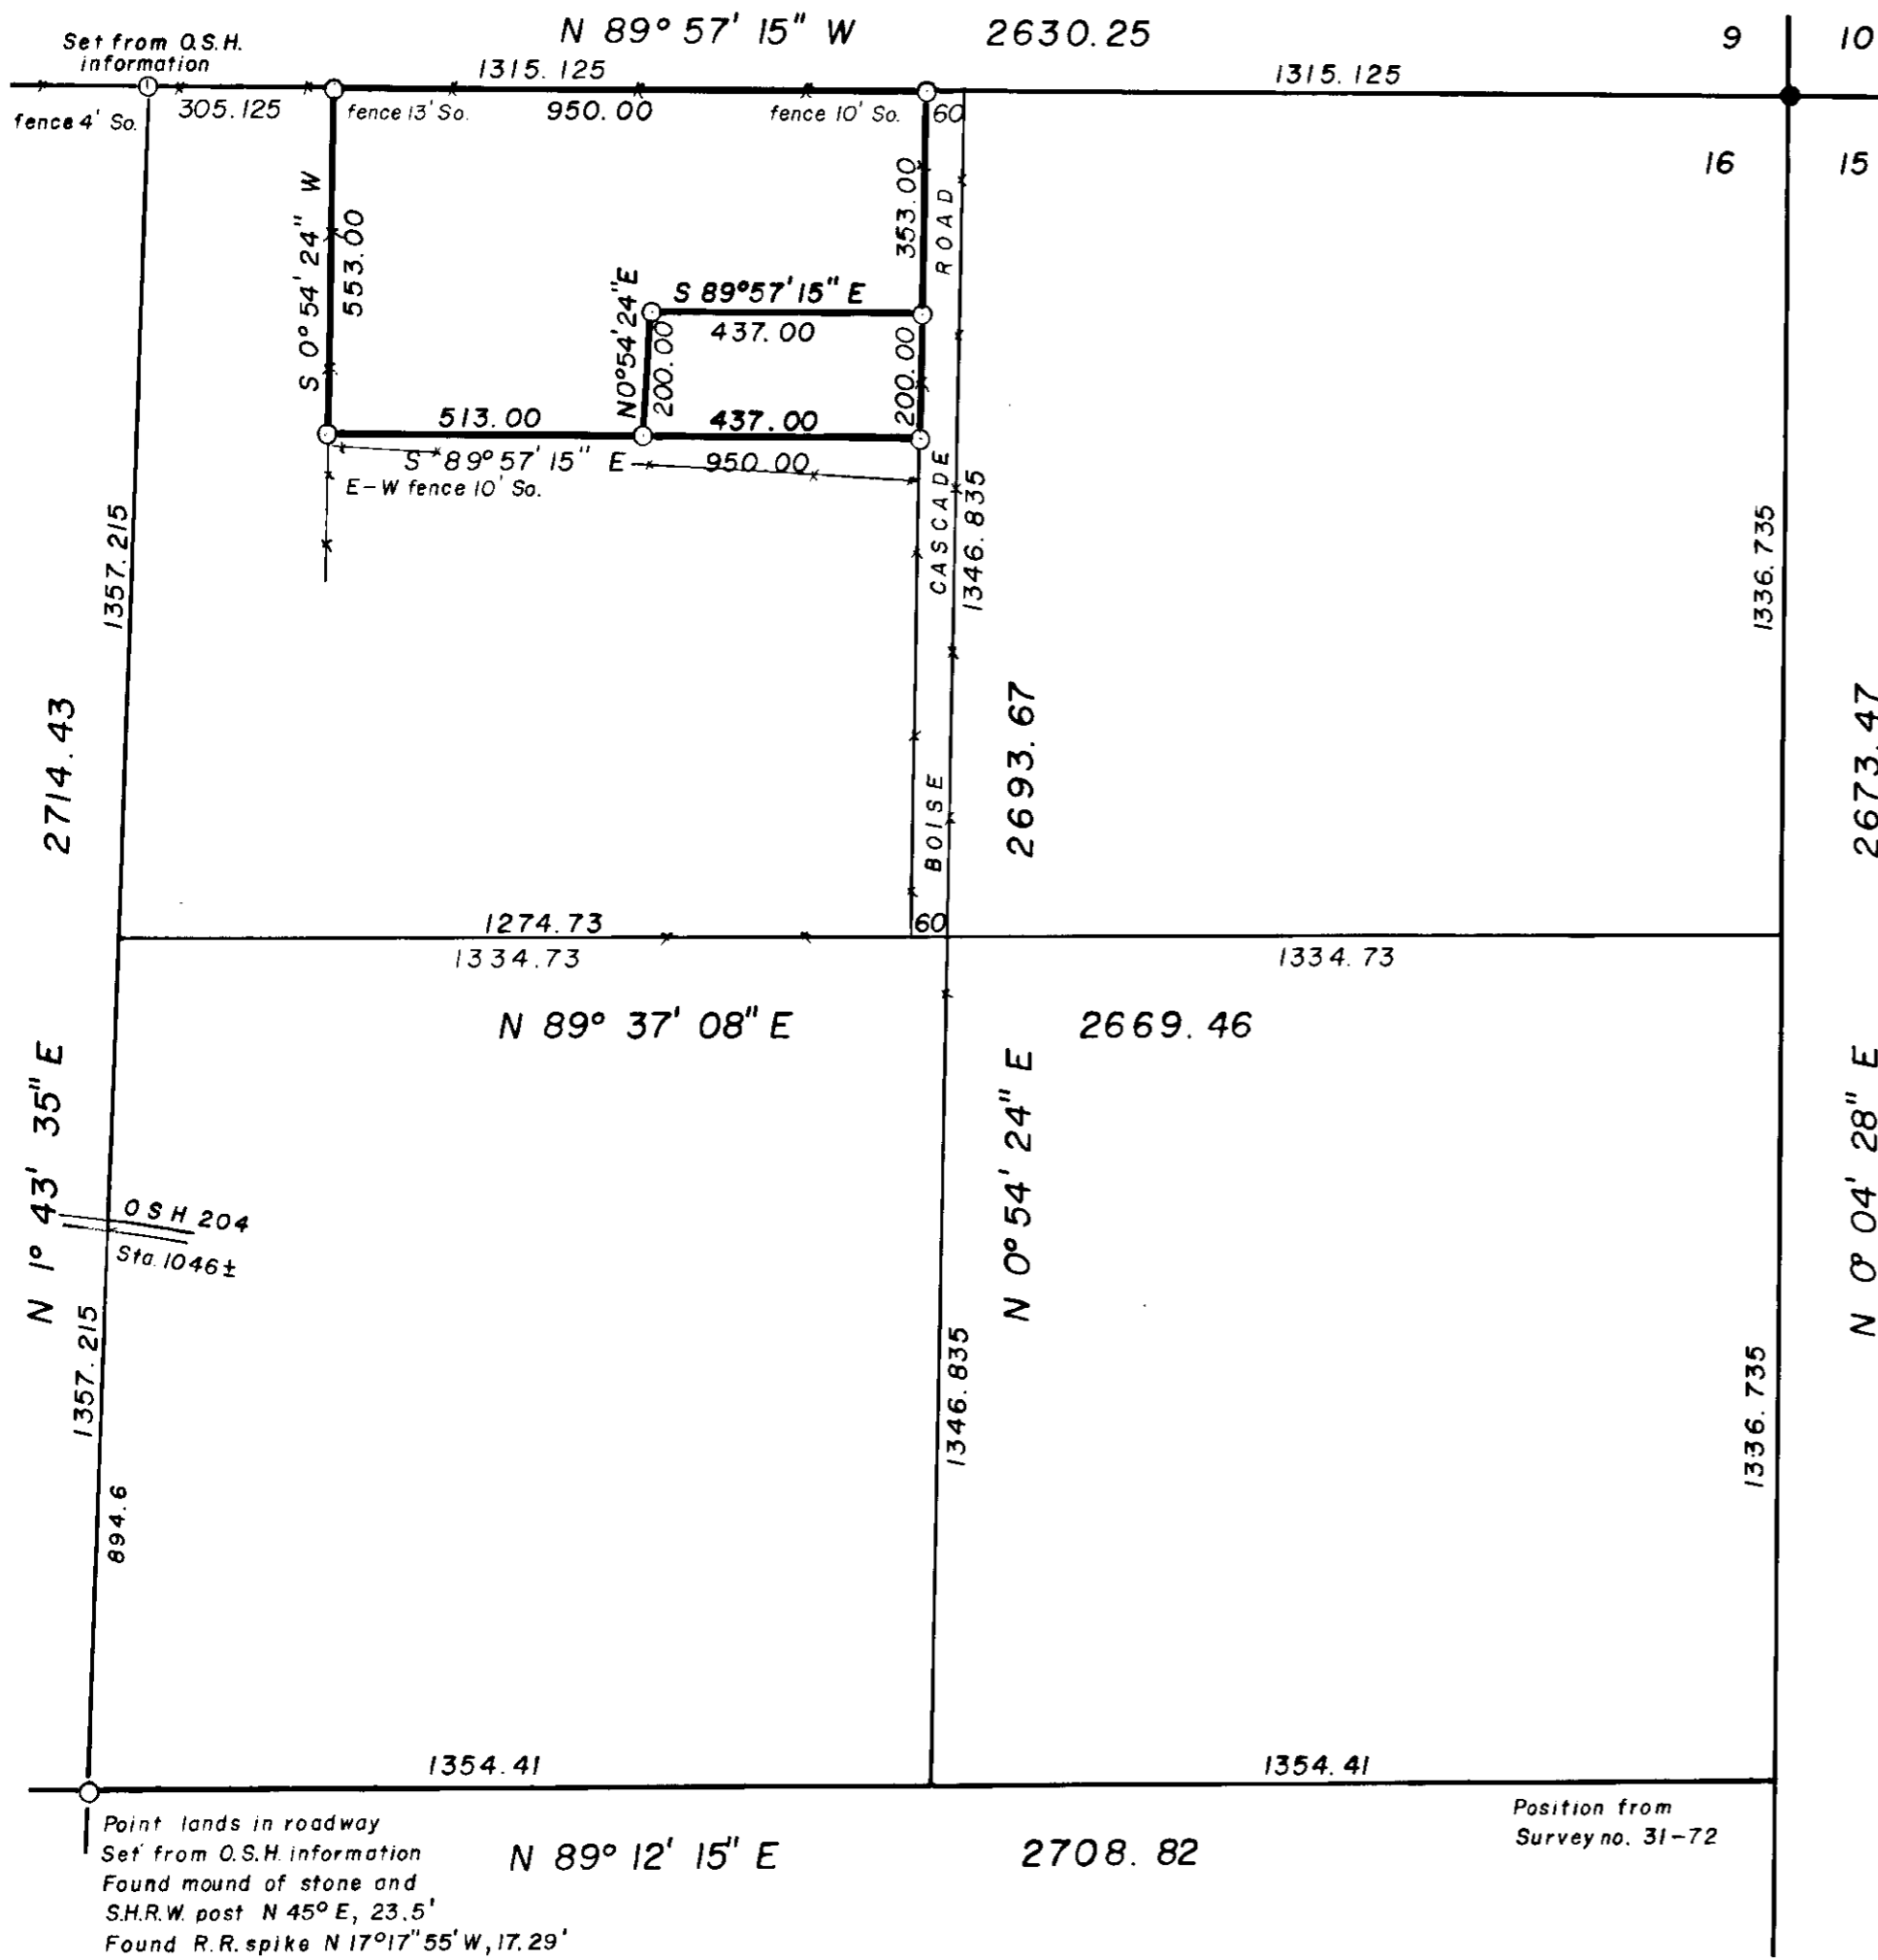 N 89° 57' 15" W 2630.25
Set from O.S.H.
information
1315.125
1315.125
9 10
16 15
fence 4' So.
305.125
fence 13' So.
950.00
fence 10' So.
60
S 0° 54' 24" W
553.00
353.00
ROAD
N0°54'24"E
200.00
S 89°57'15" E
437.00
200.00
513.00
437.00
S 89° 57' 15" E 950.00
E-W fence 10' So.
BOISE CASCADE
1346.835
1357.215
1336.735
2714.43
2693.67
2673.47
1274.73
60
1334.73
1334.73
N 89° 37' 08" E 2669.46
N 1° 43' 35" E
N 0° 54' 24" E
N 0° 04' 28" E
OSH 204
Sta. 1046±
1357.215
1346.835
1336.735
894.6
1354.41
1354.41
Point lands in roadway
Set from O.S.H. information
Found mound of stone and
S.H.R.W. post N 45° E, 23.5'
Found R.R. spike N 17°17"55' W, 17.29'
N 89° 12' 15" E 2708.82
Position from
Survey no. 31-72